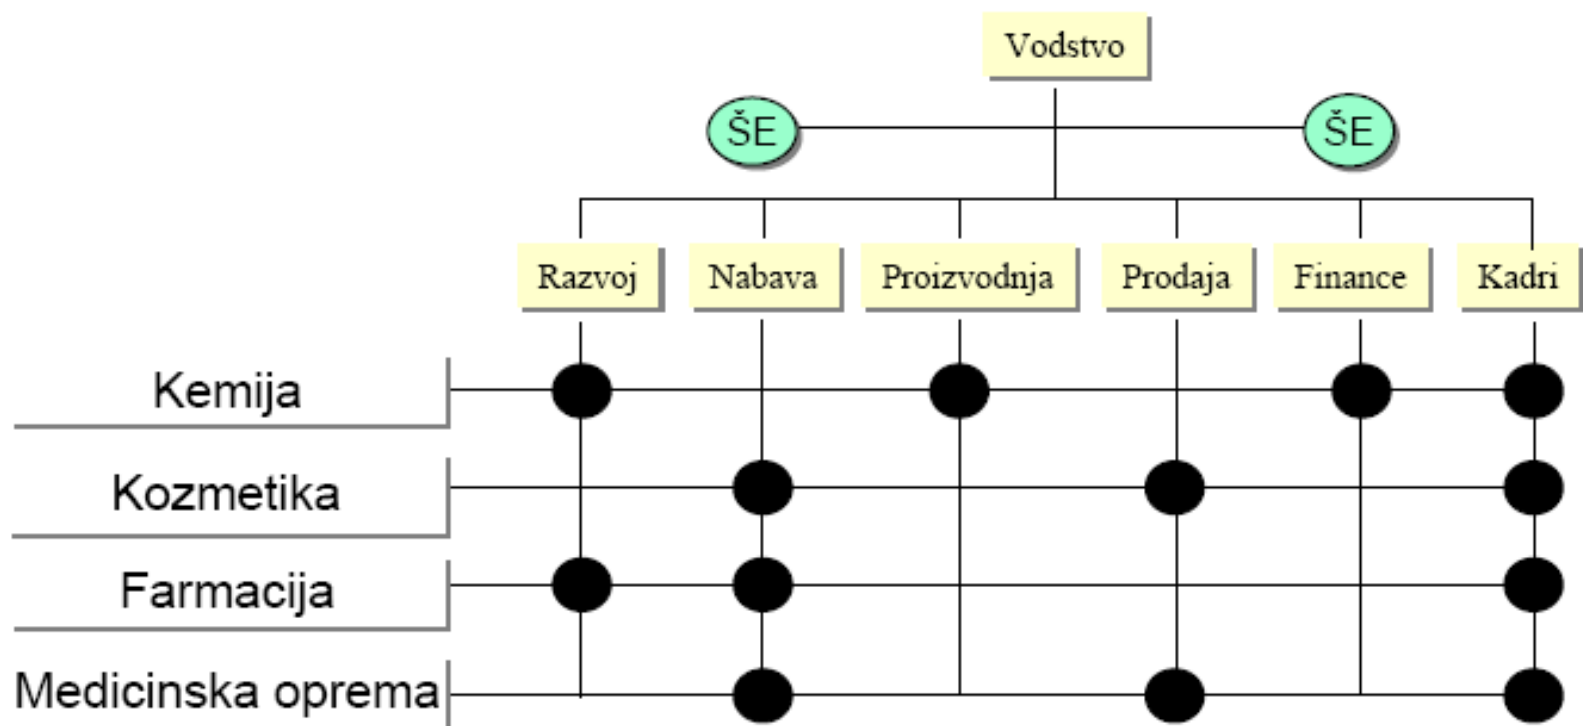 Vodstvo
ŠE
ŠE
Razvoj
Nabava
Proizvodnja
Prodaja
Finance
Kadri
Kemija
Kozmetika
Farmacija
Medicinska oprema